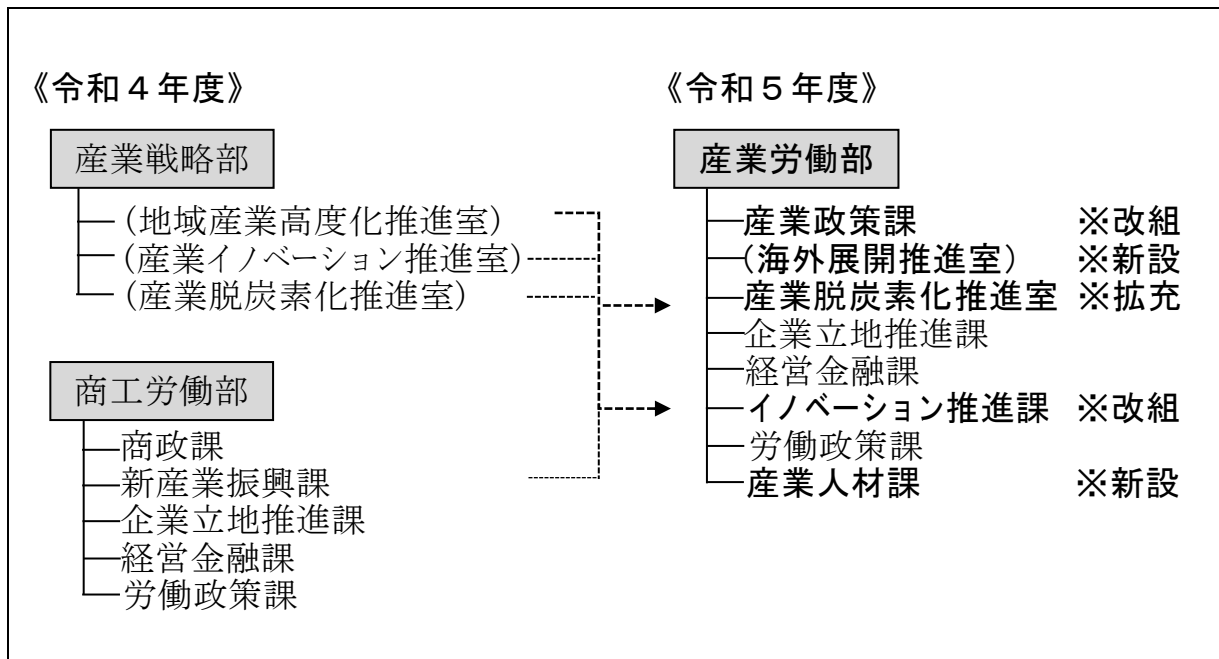 《令和４年度》
産業戦略部
(地域産業高度化推進室)
(産業イノベーション推進室)
(産業脱炭素化推進室)
商工労働部
商政課
新産業振興課
企業立地推進課
経営金融課
労働政策課
《令和５年度》
産業労働部
産業政策課 ※改組
(海外展開推進室) ※新設
産業脱炭素化推進室 ※拡充
企業立地推進課
経営金融課
イノベーション推進課 ※改組
労働政策課
産業人材課 ※新設